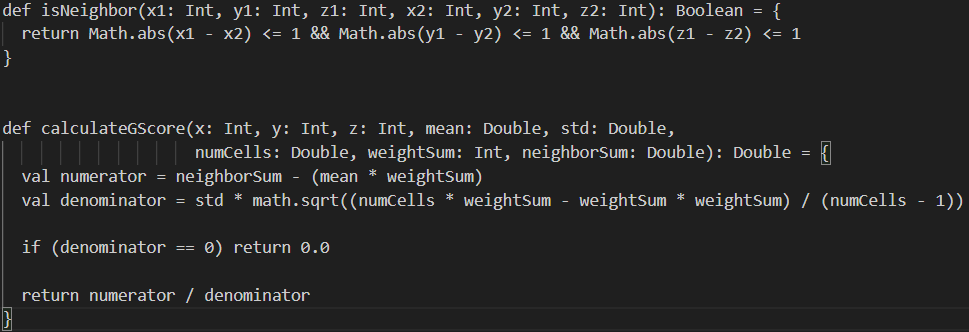 def isNeighbor(x1: Int, y1: Int, z1: Int, x2: Int, y2: Int, z2: Int): Boolean = {
  return Math.abs(x1 - x2) <= 1 && Math.abs(y1 - y2) <= 1 && Math.abs(z1 - z2) <= 1
}
def calculateGScore(x: Int, y: Int, z: Int, mean: Double, std: Double,
                    numCells: Double, weightSum: Int, neighborSum: Double): Double = {
  val numerator = neighborSum - (mean * weightSum)
  val denominator = std * math.sqrt((numCells * weightSum - weightSum * weightSum) / (numCells - 1))
  if (denominator == 0) return 0.0
  return numerator / denominator
}